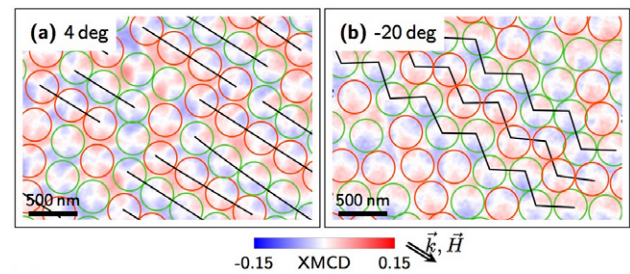 (a) 4 deg
(b) -20 deg
500 nm
500 nm
-0.15 XMCD 0.15
k⃗, H⃗